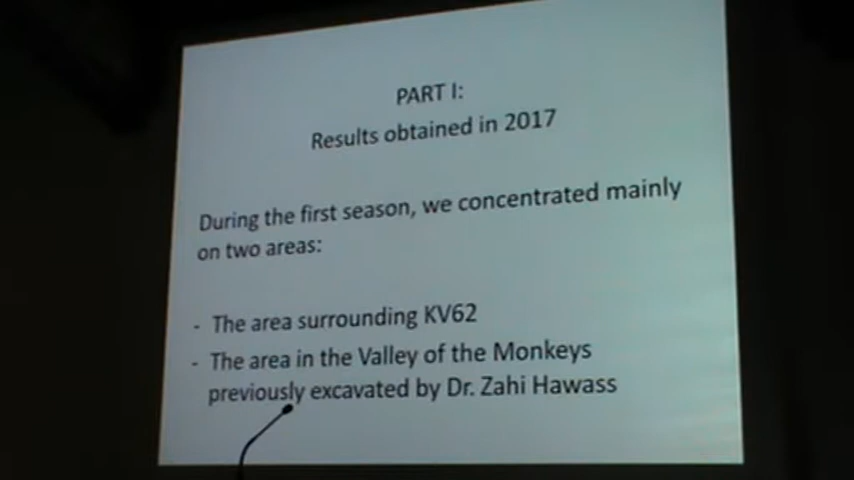 PART I:
Results obtained in 2017
During the first season, we concentrated mainly
on two areas:
- The area surrounding KV62
- The area in the Valley of the Monkeys
previously excavated by Dr. Zahi Hawass